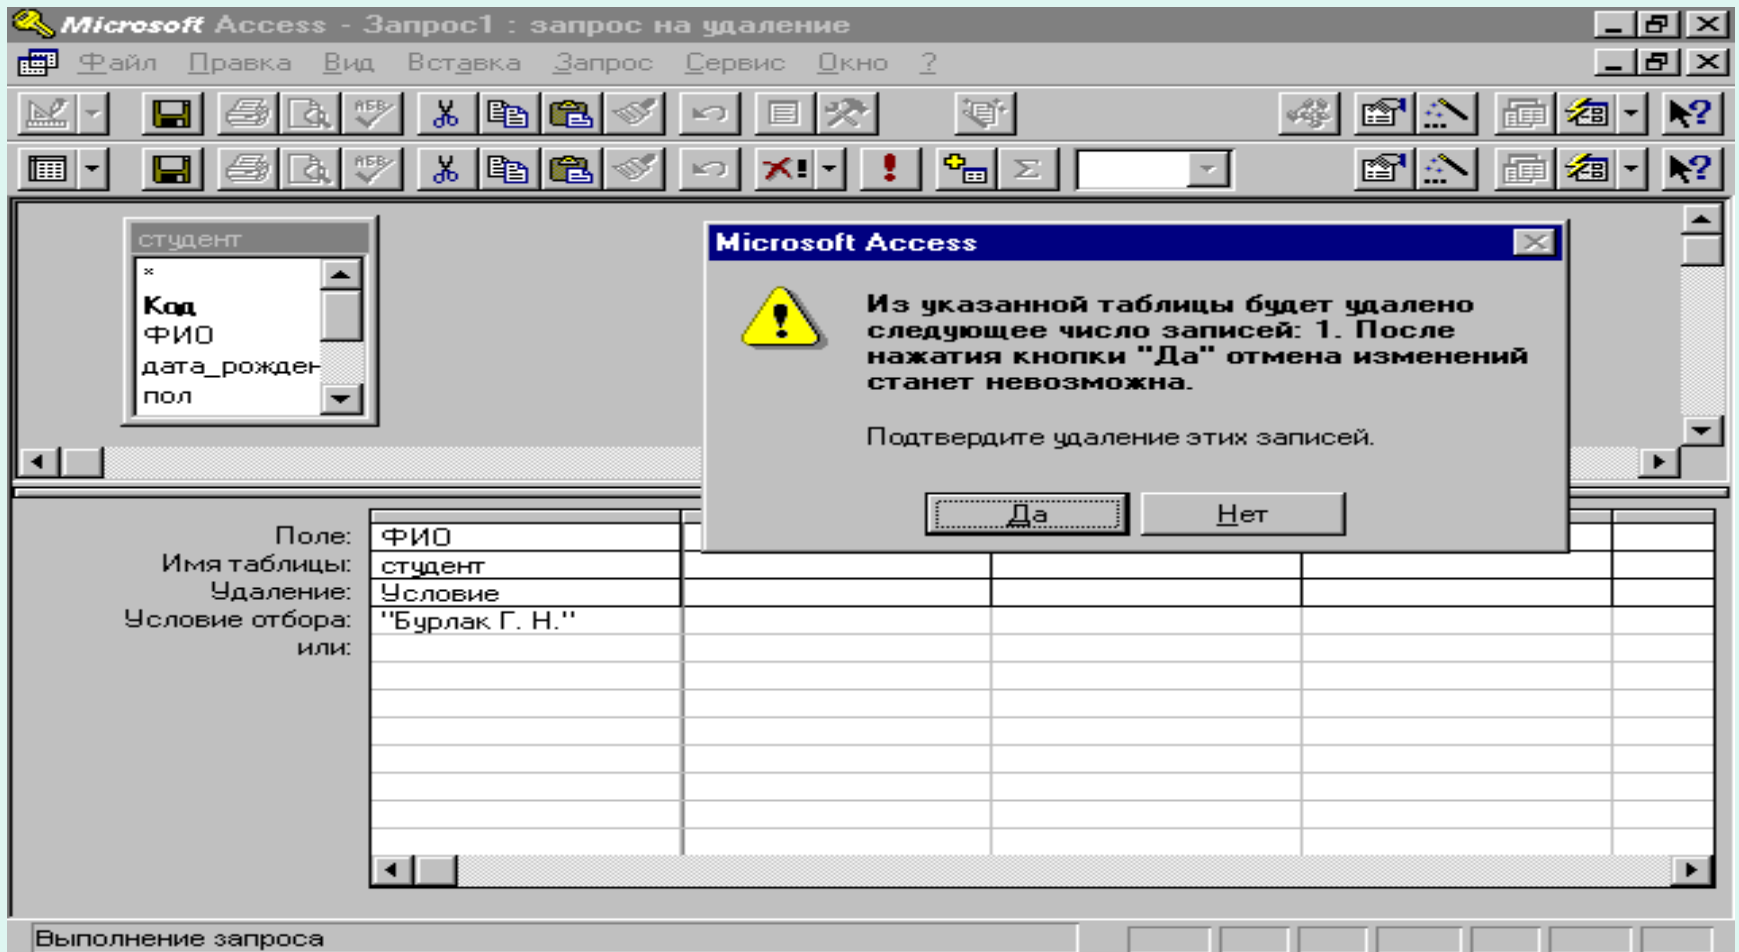 Microsoft Access - Запрос1 : запрос на удаление
Файл Правка Вид Вставка Запрос Сервис Окно ?
студент
*
Код
ФИО
дата_рожден
пол
Microsoft Access
Из указанной таблицы будет удалено
следующее число записей: 1. После
нажатия кнопки "Да" отмена изменений
станет невозможна.
Подтвердите удаление этих записей.
Да Нет
Поле: ФИО
Имя таблицы: студент
Удаление: Условие
Условие отбора: "Бурлак Г. Н."
или:
Выполнение запроса